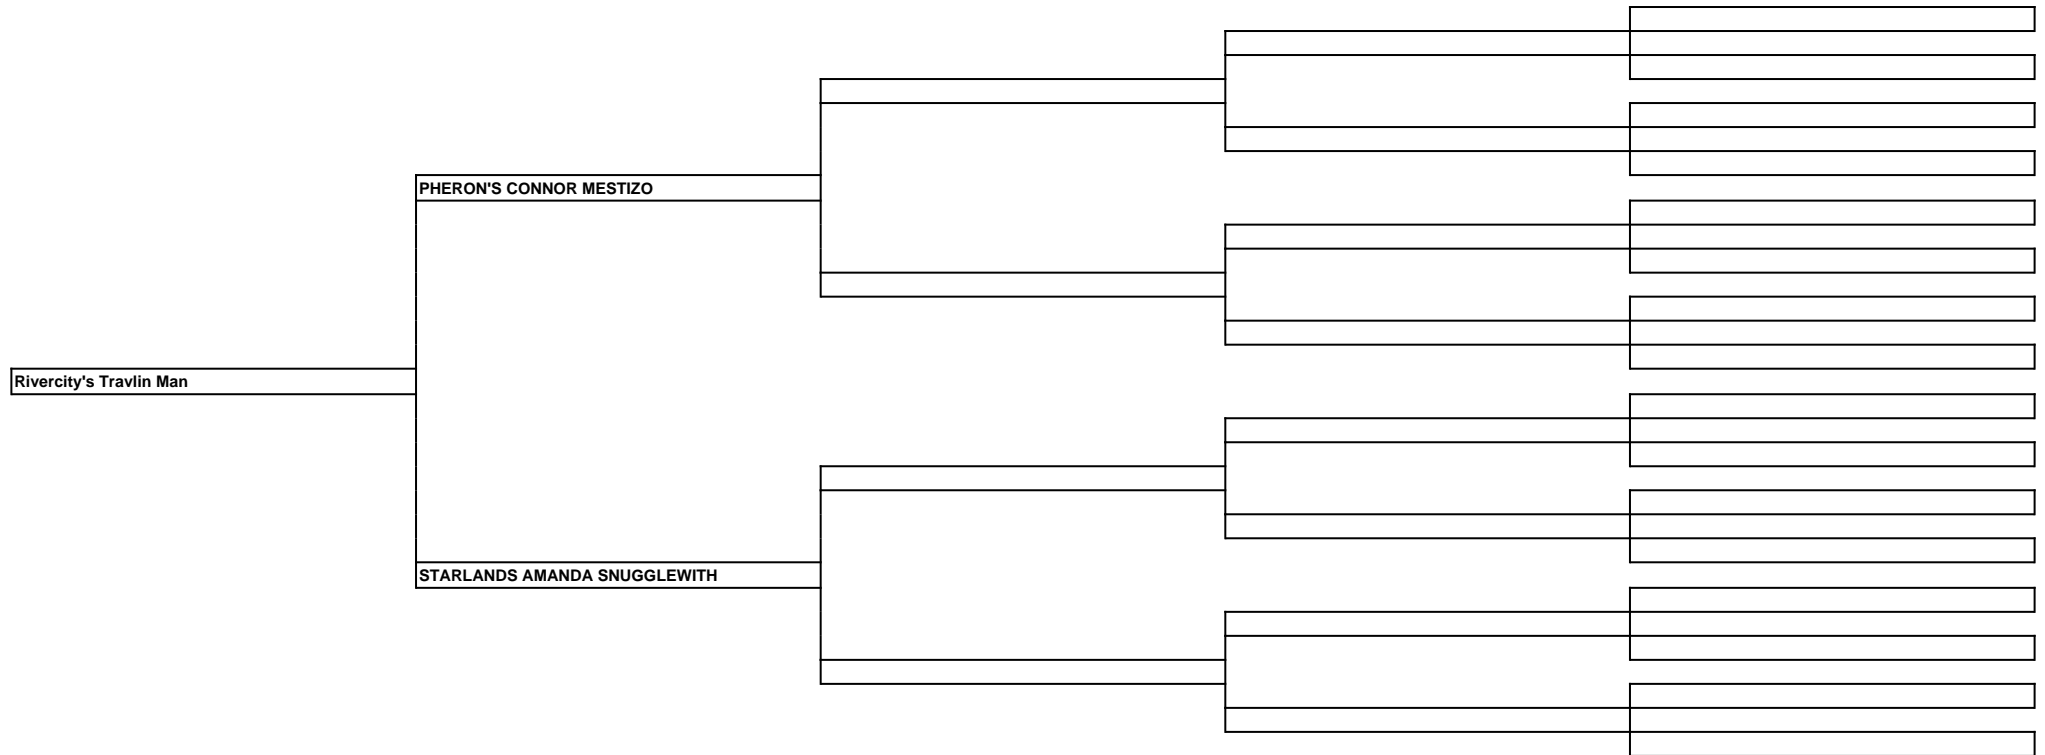 PHERON'S CONNOR MESTIZO
Rivercity's Travlin Man
STARLANDS AMANDA SNUGGLEWITH